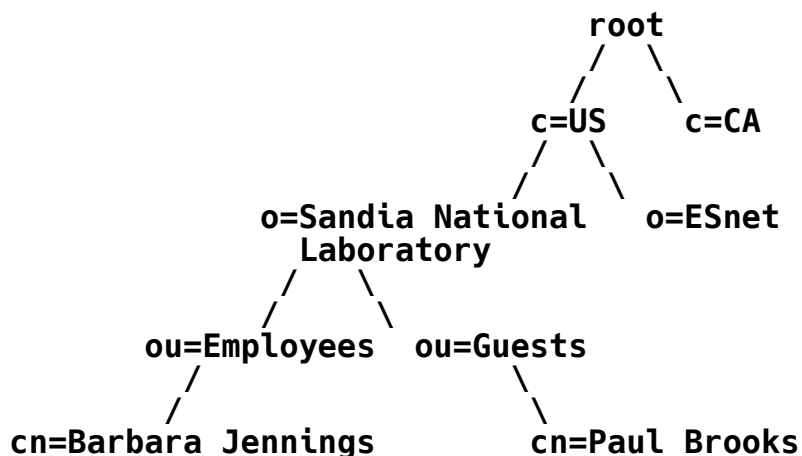 root
c=US c=CA
o=Sandia National o=ESnet
Laboratory
ou=Employees ou=Guests
cn=Barbara Jennings cn=Paul Brooks